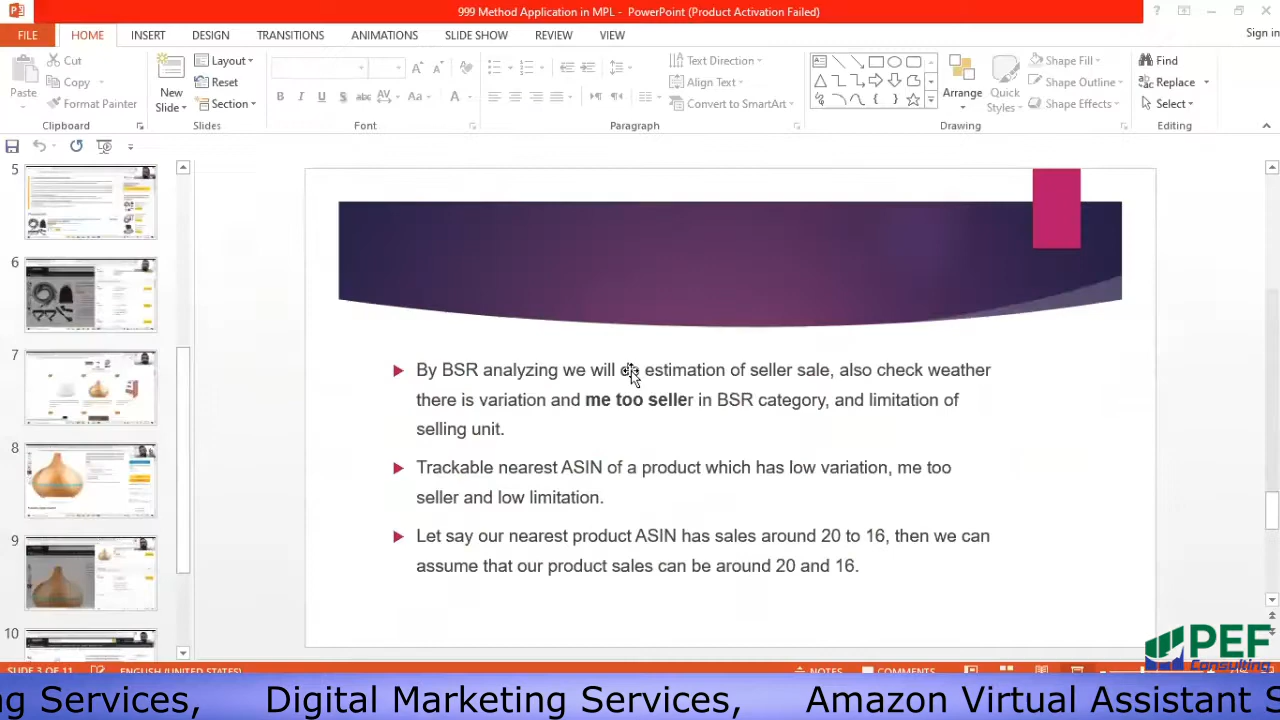 999 Method Application in MPL - PowerPoint (Product Activation Failed)
FILE HOME INSERT DESIGN TRANSITIONS ANIMATIONS SLIDE SHOW REVIEW VIEW Sign in
Cut
Copy
Format Painter
Paste
New Slide
Layout
Reset
Section
Text Direction
Align Text
Convert to SmartArt
Arrange
Quick Styles
Shape Fill
Shape Outline
Shape Effects
Find
Replace
Select
Clipboard Slides Font Paragraph Drawing Editing
5
6
7
8
9
10
By BSR analyzing we will estimation of seller sale, also check weather
there is variation and me too seller in BSR category, and limitation of
selling unit.
Trackable nearest ASIN of a product which has low variation, me too
seller and low limitation.
Let say our nearest product ASIN has sales around 20 to 16, then we can
assume that our product sales can be around 20 and 16.
PEF
Consulting
SLIDE 3 OF 11 ENGLISH (UNITED STATES) NOTES COMMENTS
ng Services, Digital Marketing Services, Amazon Virtual Assistant S